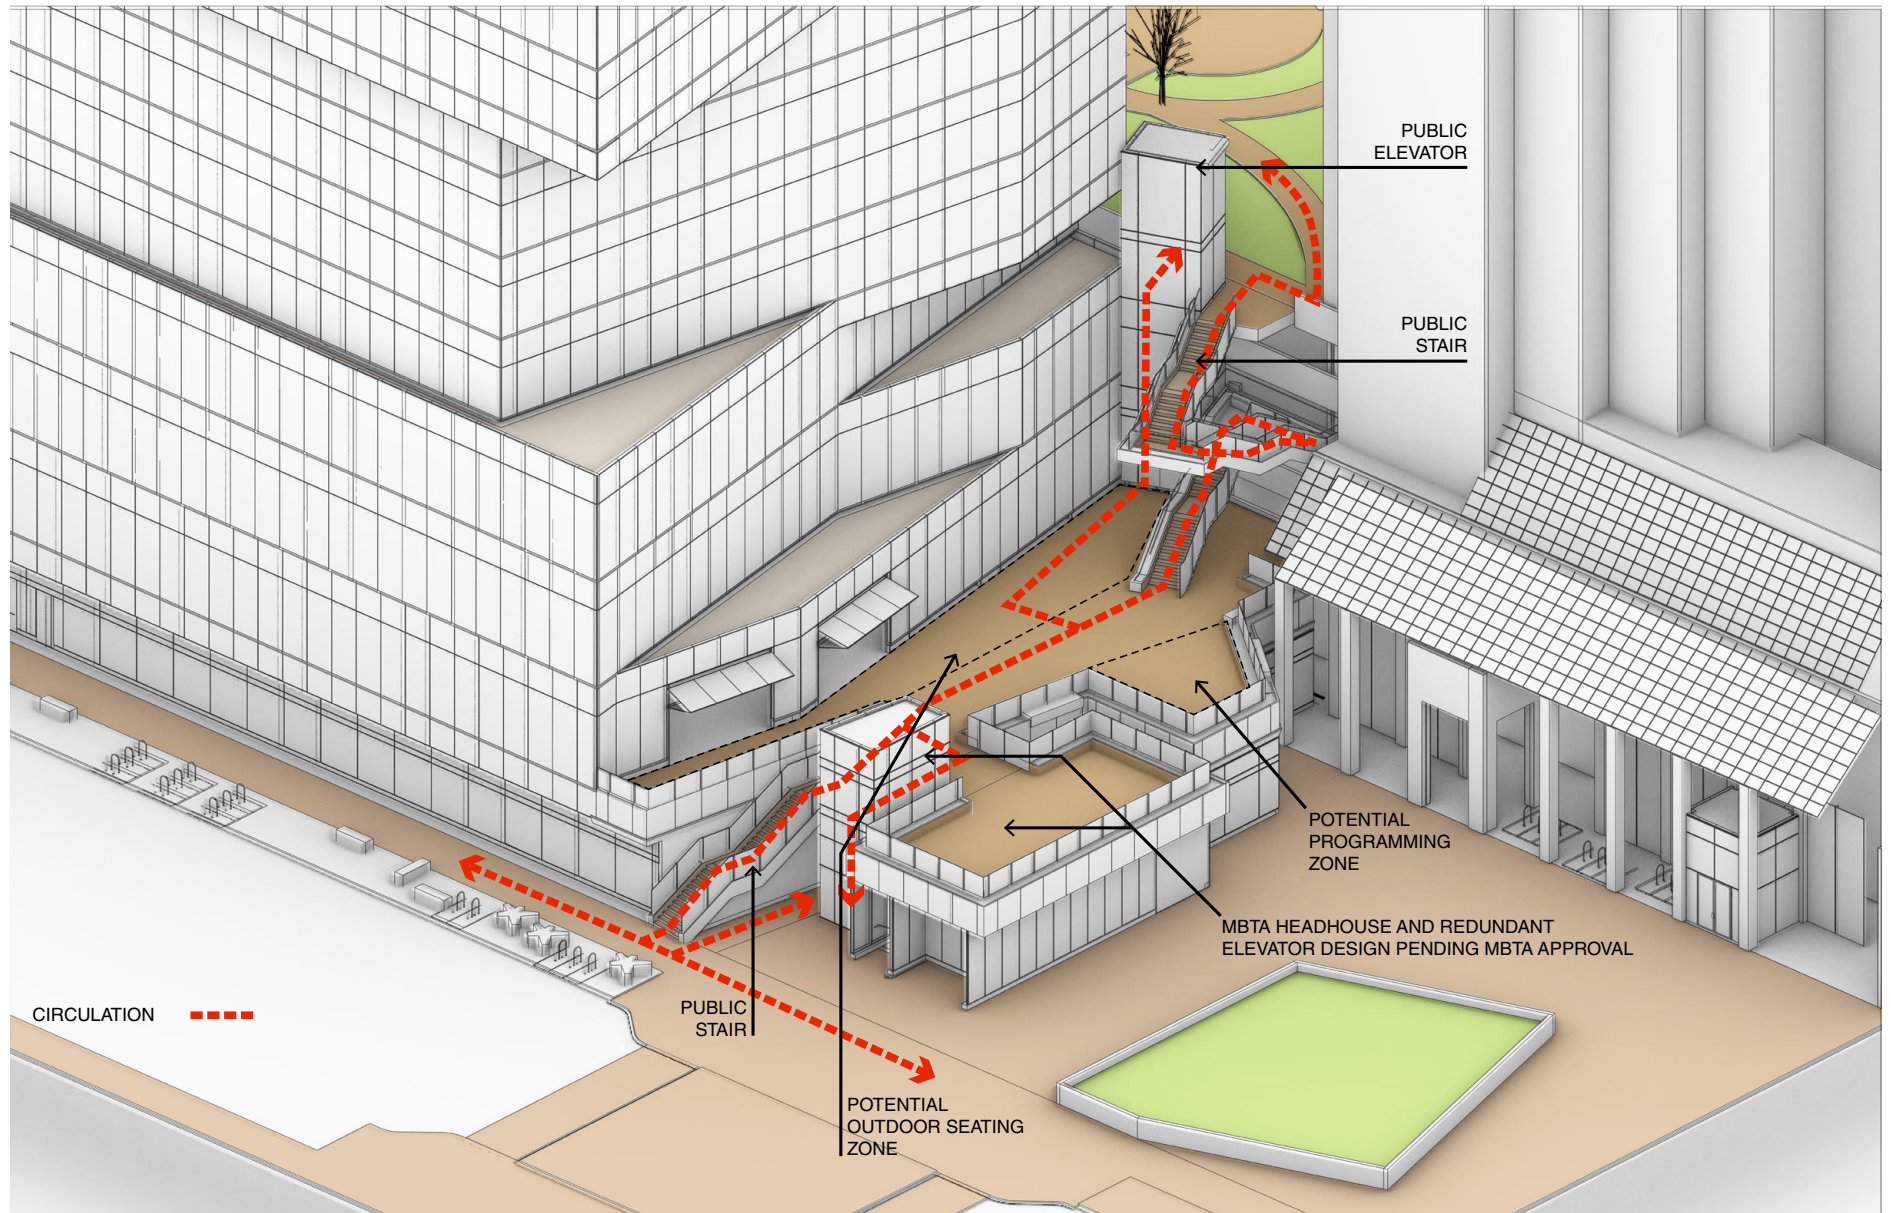 PUBLIC
ELEVATOR
PUBLIC
STAIR
POTENTIAL
PROGRAMMING
ZONE
MBTA HEADHOUSE AND REDUNDANT
ELEVATOR DESIGN PENDING MBTA APPROVAL
CIRCULATION
PUBLIC
STAIR
POTENTIAL
OUTDOOR SEATING
ZONE